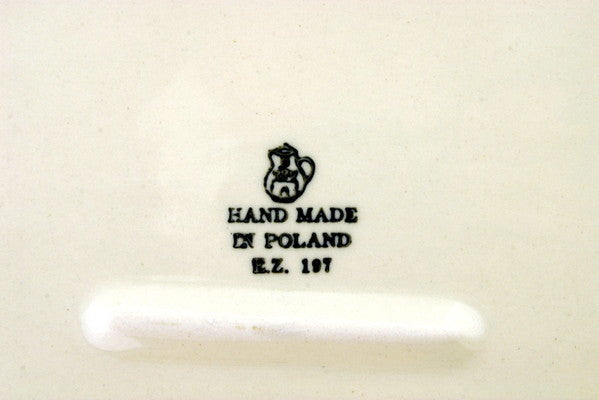 HAND MADE
IN POLAND
E.Z. 197